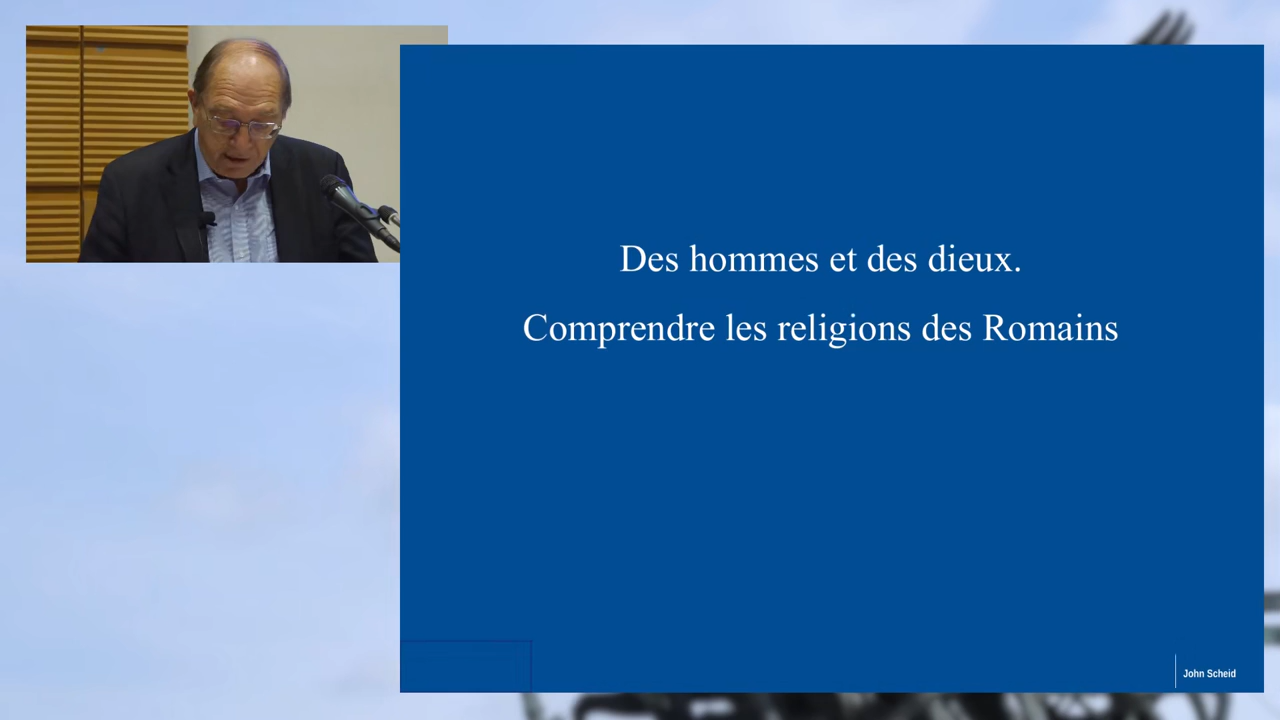 Des hommes et des dieux.
Comprendre les religions des Romains
John Scheid